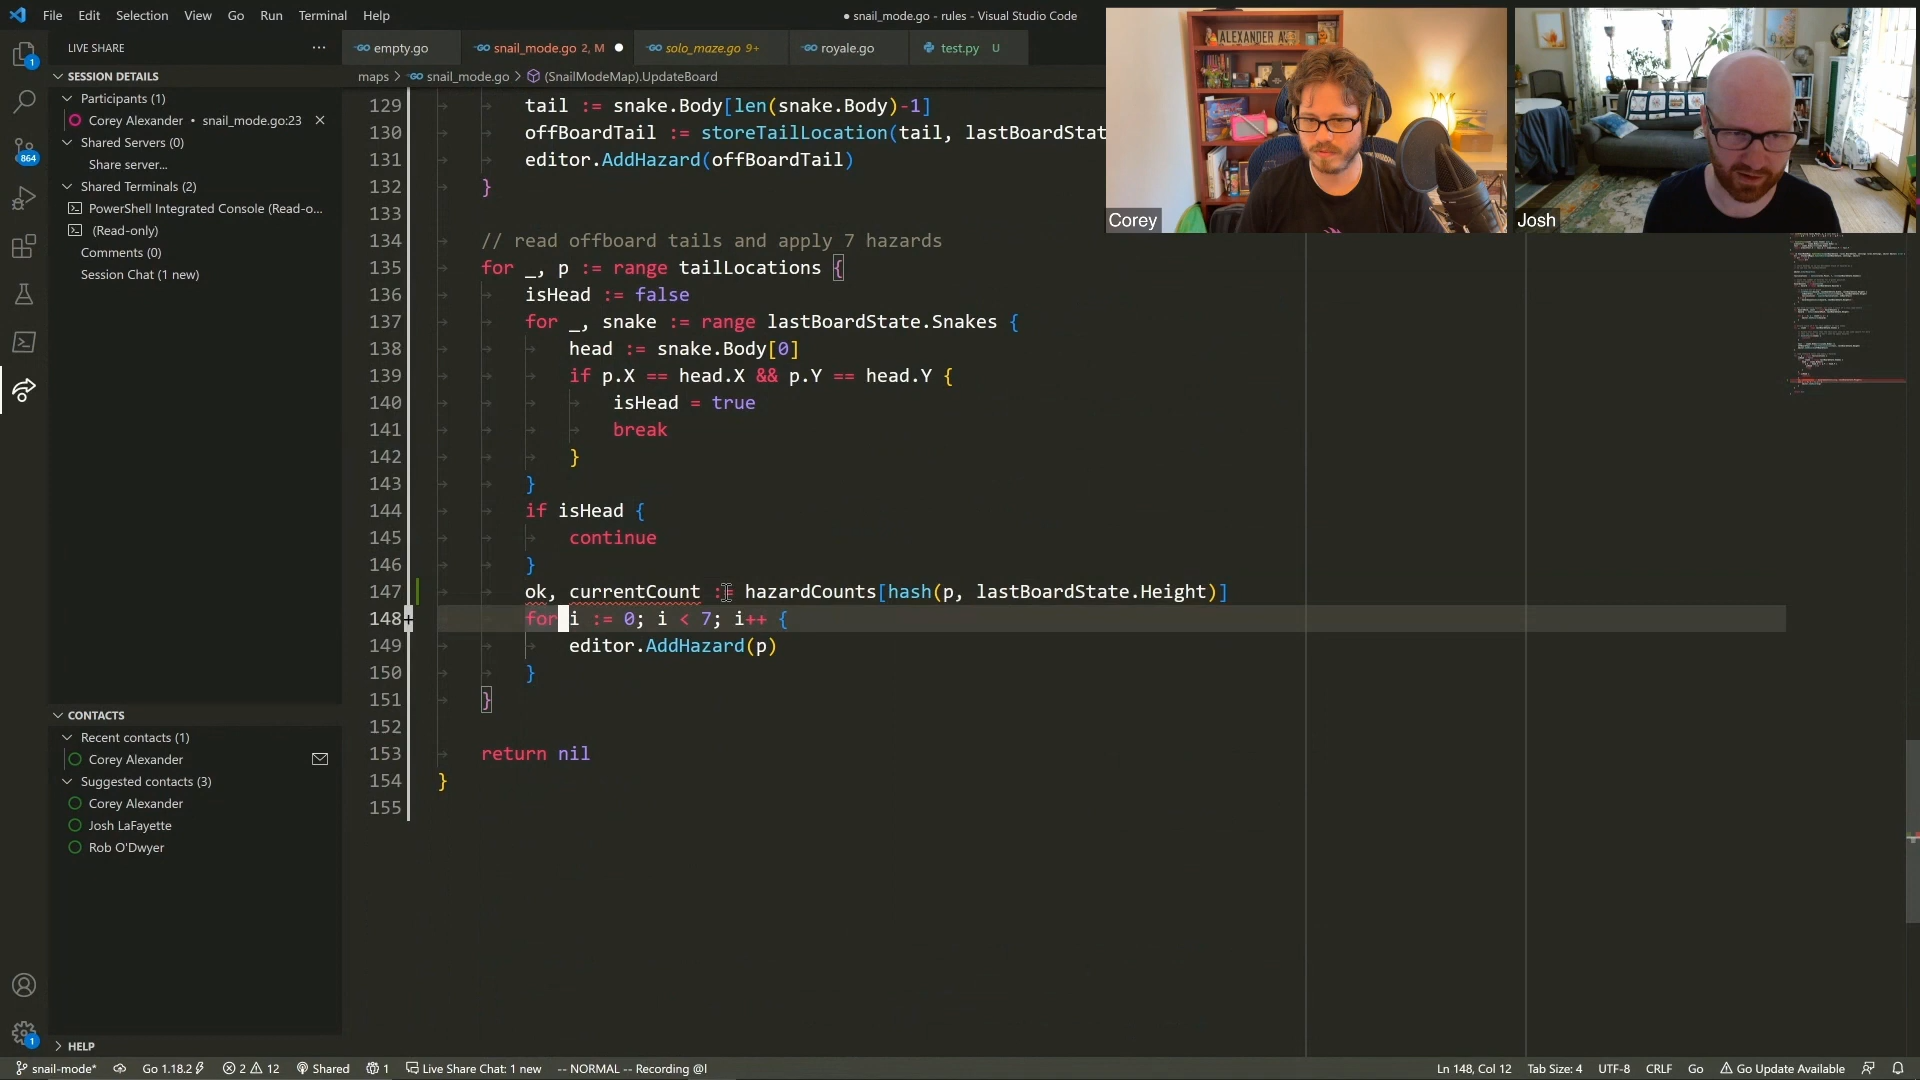 File Edit Selection View Go Run Terminal Help
● snail_mode.go - rules - Visual Studio Code
LIVE SHARE ···
empty.go
snail_mode.go 2, M ●
solo_maze.go 9+
royale.go
test.py U
SESSION DETAILS
maps > snail_mode.go > (SnailModeMap).UpdateBoard
Participants (1)
Corey Alexander • snail_mode.go:23
Shared Servers (0)
Share server...
Shared Terminals (2)
PowerShell Integrated Console (Read-o...
(Read-only)
Comments (0)
Session Chat (1 new)
1
864
129 tail := snake.Body[len(snake.Body)-1]
130 offBoardTail := storeTailLocation(tail, lastBoardStat
131 editor.AddHazard(offBoardTail)
132 }
133
134 // read offboard tails and apply 7 hazards
135 for _, p := range tailLocations {
136 isHead := false
137 for _, snake := range lastBoardState.Snakes {
138 head := snake.Body[0]
139 if p.X == head.X && p.Y == head.Y {
140 isHead = true
141 break
142 }
143 }
144 if isHead {
145 continue
146 }
147 ok, currentCount := hazardCounts[hash(p, lastBoardState.Height)]
148 for i := 0; i < 7; i++ {
149 editor.AddHazard(p)
150 }
151 }
152
153 return nil
154 }
155
ALEXANDER A
Corey
Josh
CONTACTS
Recent contacts (1)
Corey Alexander
Suggested contacts (3)
Corey Alexander
Josh LaFayette
Rob O'Dwyer
HELP
1
snail-mode* Go 1.18.2 2 12 Shared 1 Live Share Chat: 1 new -- NORMAL -- Recording @l
Ln 148, Col 12 Tab Size: 4 UTF-8 CRLF Go Go Update Available